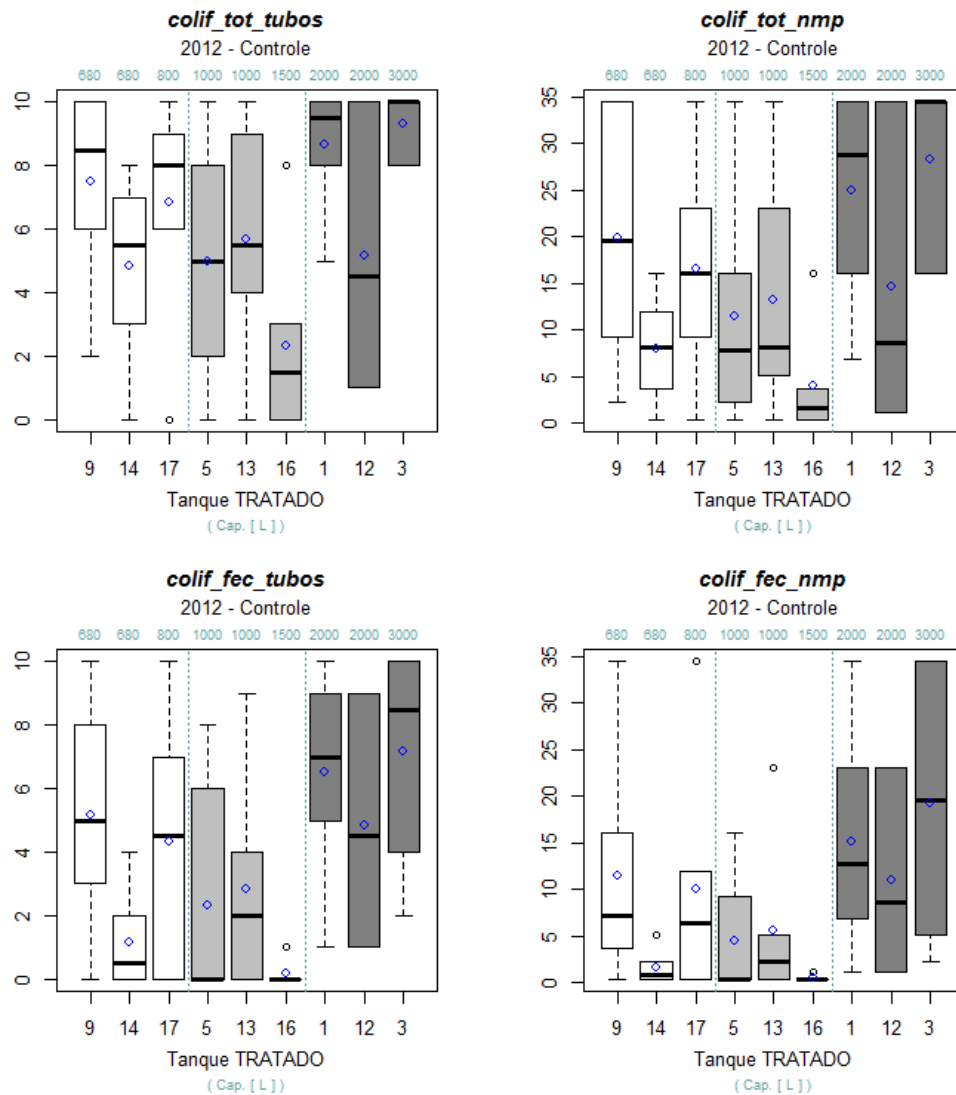 colif_tot_tubos
2012 - Controle
680 680 800 1000 1000 1500 2000 2000 3000
10
8
6
4
2
0
9 14 17 5 13 16 1 12 3
Tanque TRATADO
( Cap. [ L ] )
colif_tot_nmp
2012 - Controle
680 680 800 1000 1000 1500 2000 2000 3000
35
30
25
20
15
10
5
0
9 14 17 5 13 16 1 12 3
Tanque TRATADO
( Cap. [ L ] )
colif_fec_tubos
2012 - Controle
680 680 800 1000 1000 1500 2000 2000 3000
10
8
6
4
2
0
9 14 17 5 13 16 1 12 3
Tanque TRATADO
( Cap. [ L ] )
colif_fec_nmp
2012 - Controle
680 680 800 1000 1000 1500 2000 2000 3000
35
30
25
20
15
10
5
0
9 14 17 5 13 16 1 12 3
Tanque TRATADO
( Cap. [ L ] )